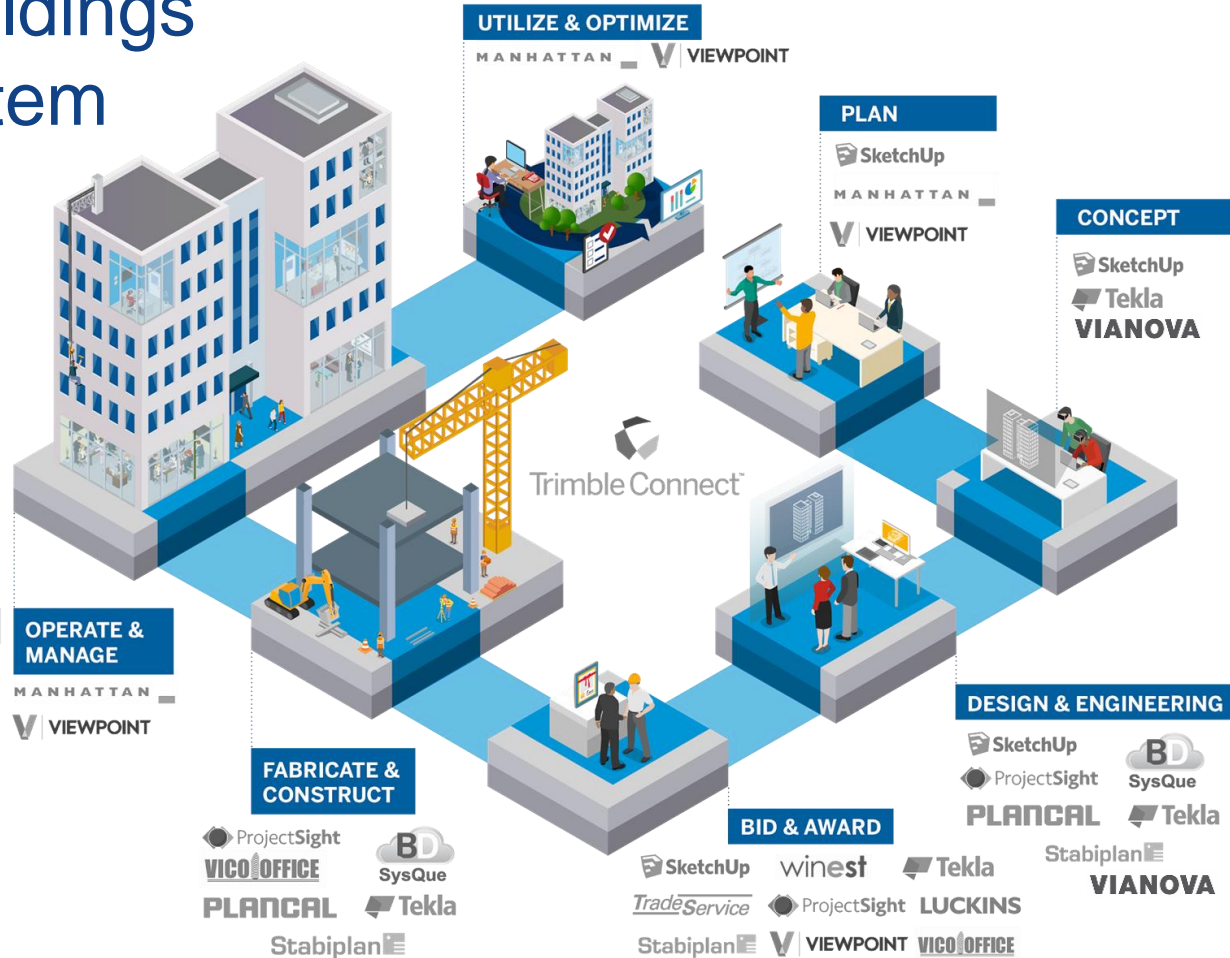 ldings
tem
UTILIZE & OPTIMIZE
MANHATTAN
VIEWPOINT
PLAN
SketchUp
MANHATTAN
VIEWPOINT
CONCEPT
SketchUp
Tekla
VIANOVA
Trimble Connect™
OPERATE &
MANAGE
MANHATTAN
VIEWPOINT
FABRICATE &
CONSTRUCT
ProjectSight
BD
SysQue
VICO OFFICE
PLANCAL
Tekla
Stabiplan
BID & AWARD
SketchUp
winest
Tekla
TradeService
ProjectSight
LUCKINS
Stabiplan
VIEWPOINT
VICO OFFICE
DESIGN & ENGINEERING
SketchUp
BD
SysQue
ProjectSight
PLANCAL
Tekla
Stabiplan
VIANOVA